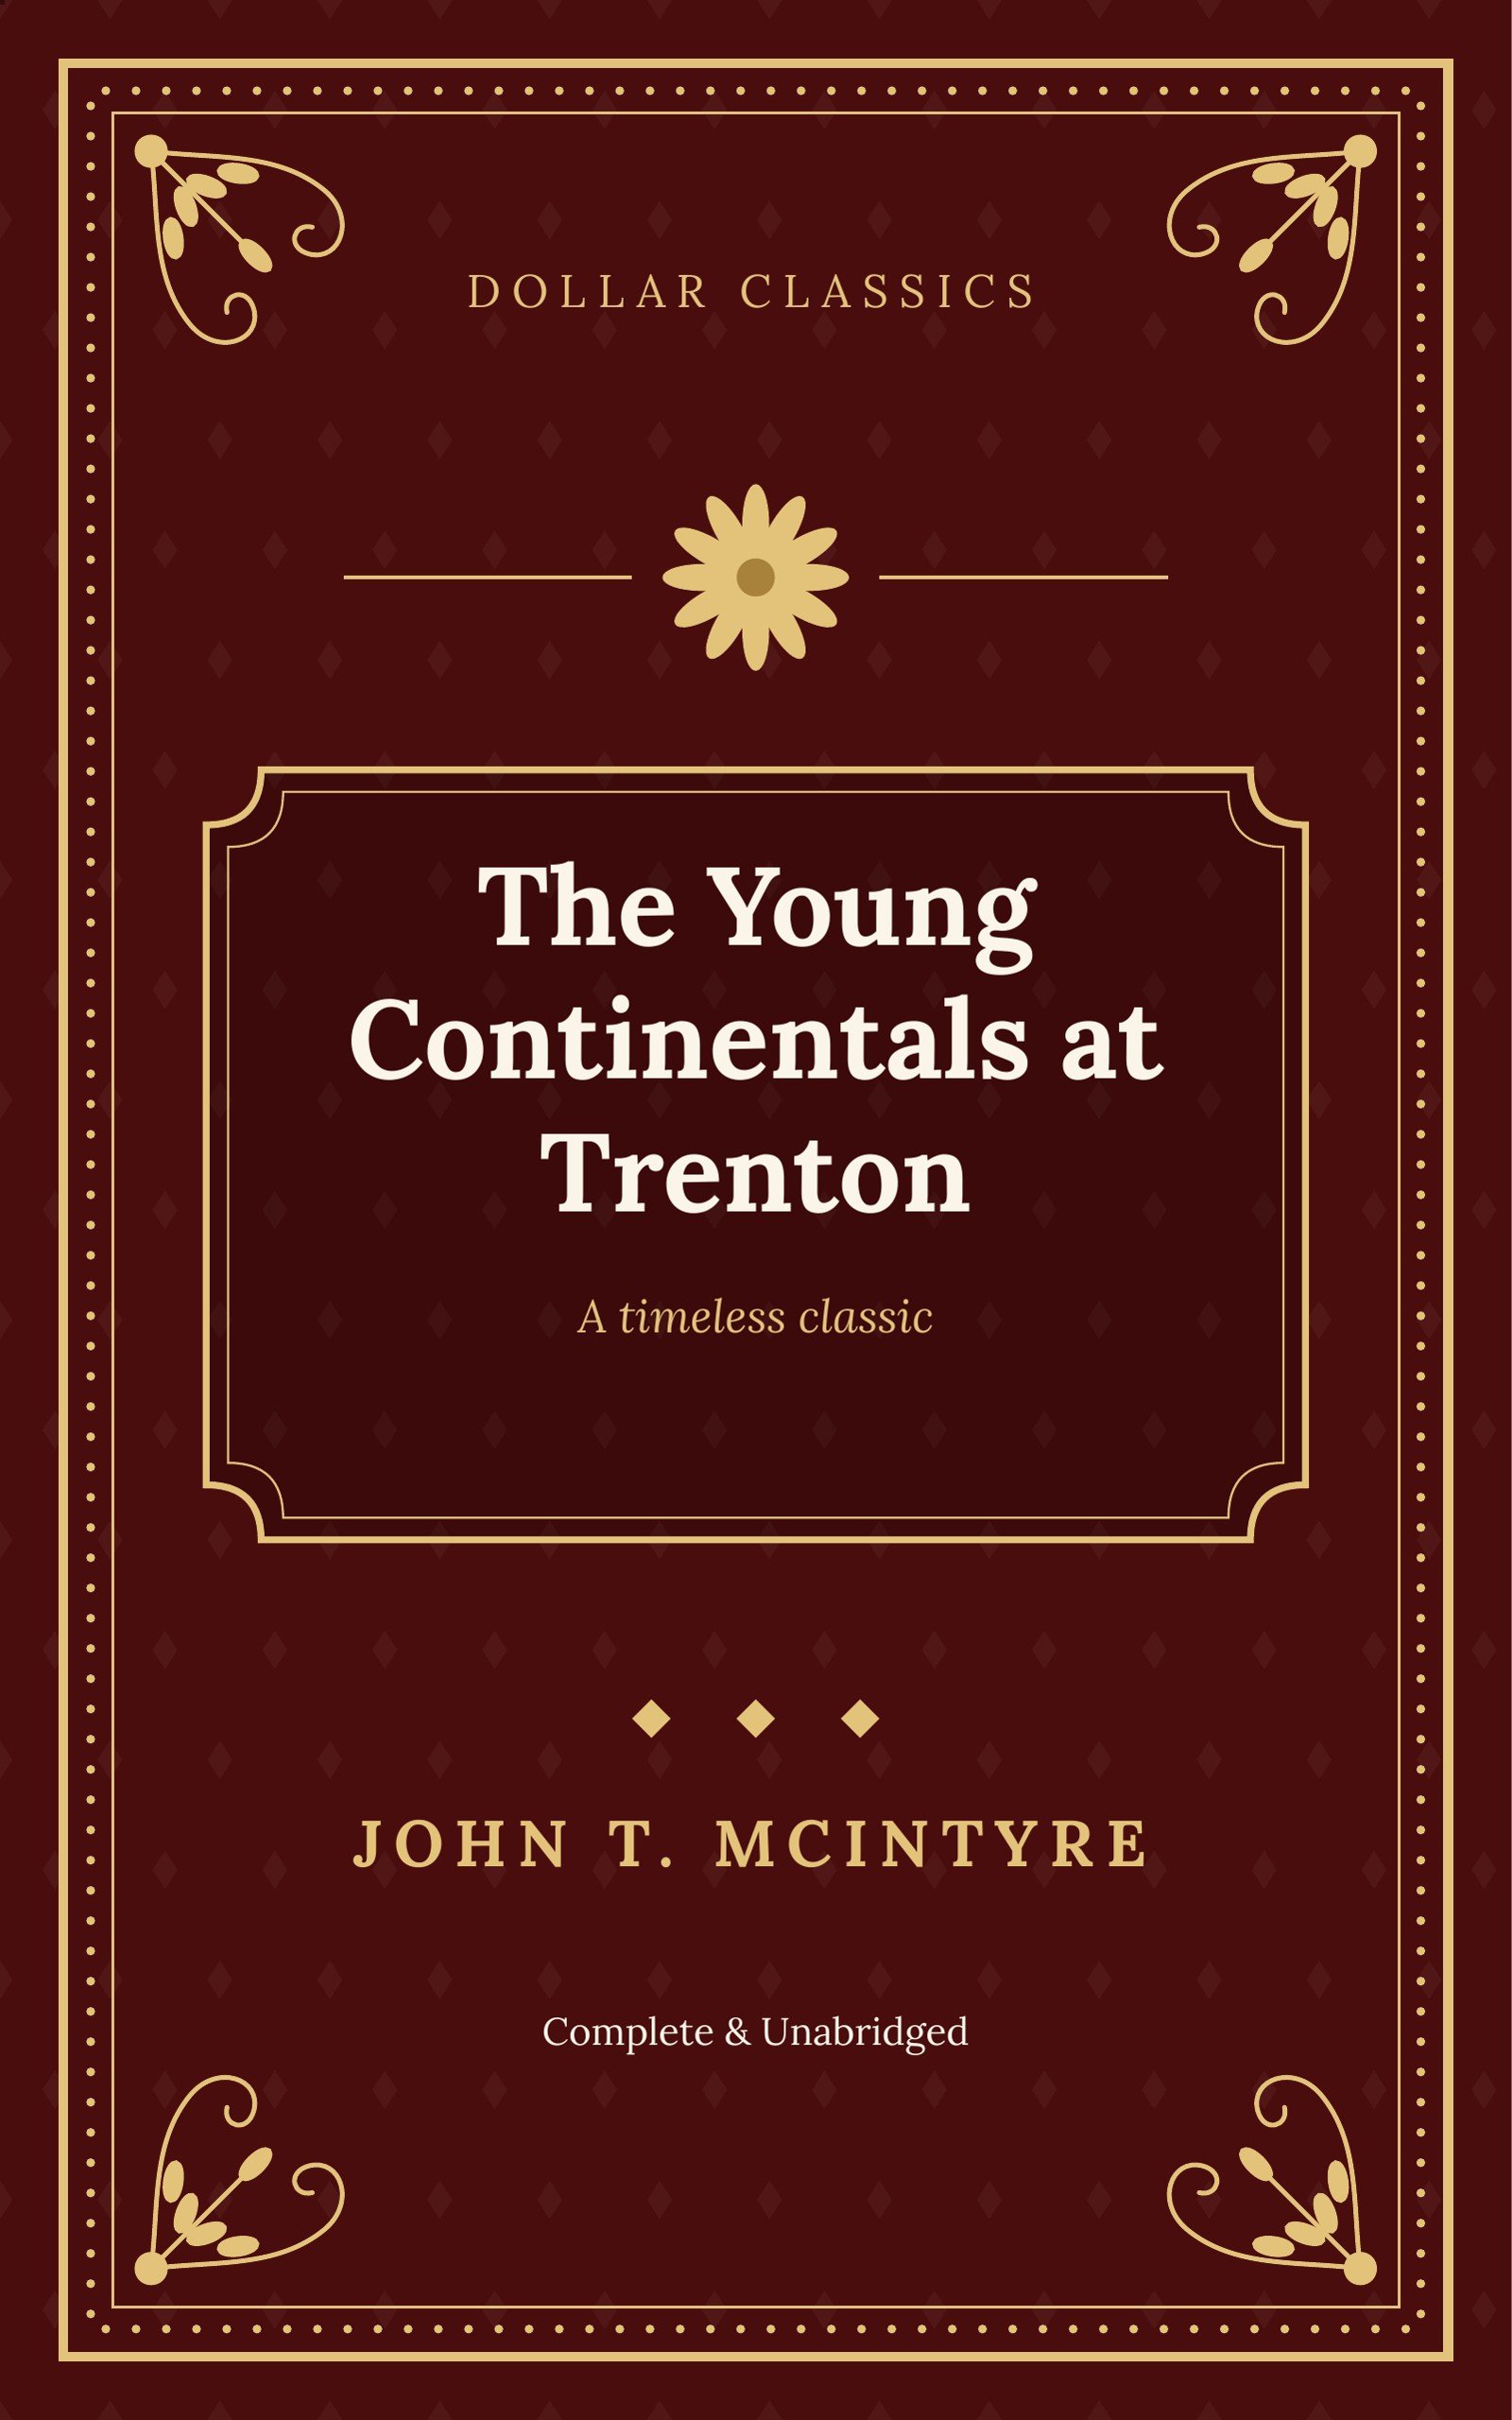 DOLLAR CLASSICS
The Young
Continentals at
Trenton
A timeless classic
JOHN T. MCINTYRE
Complete & Unabridged